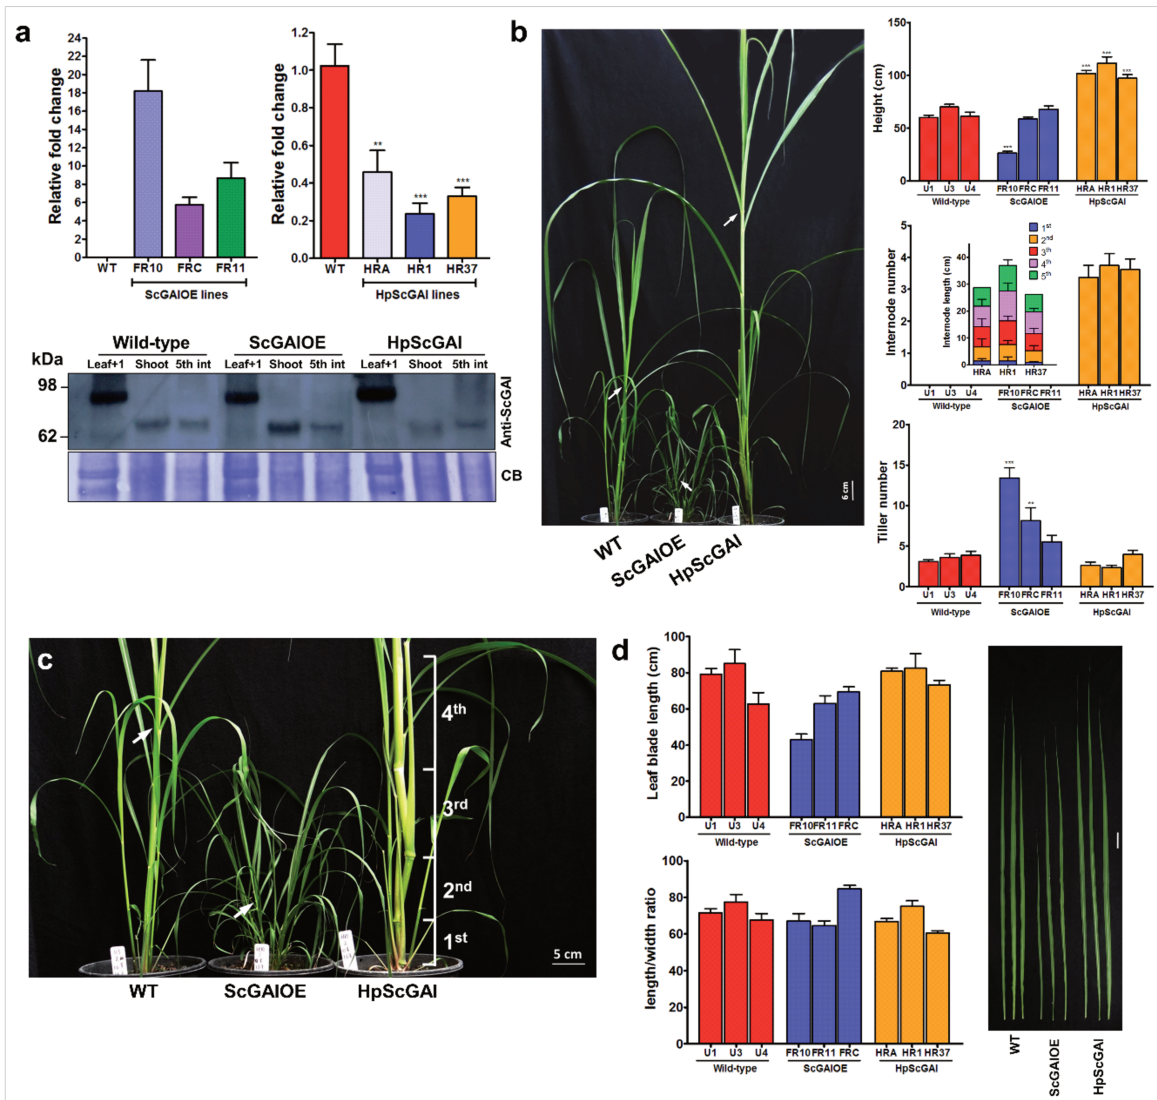 a
Relative fold change
24
22
20
18
16
14
12
10
8
6
4
2
0
WT FR10 FRC FR11
ScGAIOE lines
Relative fold change
1.2
1.0
0.8
0.6
0.4
0.2
0.0
** *** ***
WT HRA HR1 HR37
HpScGAI lines
Wild-type ScGAIOE HpScGAI
kDa Leaf+1 Shoot 5th int Leaf+1 Shoot 5th int Leaf+1 Shoot 5th int
98
62
Anti-ScGAI
CB
b
6 cm
WT
ScGAIOE
HpScGAI
Height (cm)
150
100
50
0
*** *** *** ***
U1 U3 U4 FR10 FRC FR11 HRA HR1 HR37
Wild-type ScGAIOE HpScGAI
Internode number
5
4
3
2
1
0
Internode length (cm)
40
30
20
10
0
HRA HR1 HR37
1st
2nd
3th
4th
5th
U1 U3 U4 FR10 FRC FR11 HRA HR1 HR37
Wild-type ScGAIOE HpScGAI
Tiller number
20
15
10
5
0
*** **
U1 U3 U4 FR10 FRC FR11 HRA HR1 HR37
Wild-type ScGAIOE HpScGAI
c
4th
3rd
2nd
1st
5 cm
WT ScGAIOE HpScGAI
d
Leaf blade length (cm)
100
80
60
40
20
0
U1 U3 U4 FR10 FR11 FRC HRA HR1 HR37
Wild-type ScGAIOE HpScGAI
length/width ratio
100
80
60
40
20
0
U1 U3 U4 FR10 FR11 FRC HRA HR1 HR37
Wild-type ScGAIOE HpScGAI
WT
ScGAIOE
HpScGAI